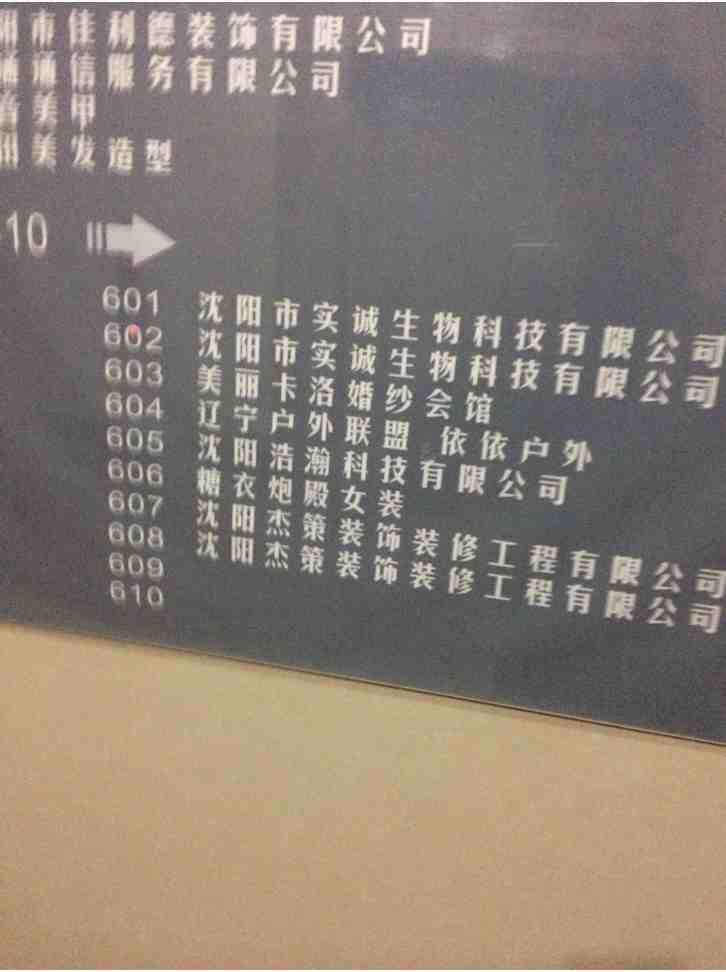 市佳利德装饰有限公司
通信服务有限公司
美甲
美发造型
10
601 沈阳市实诚生物科技有限公司
602 沈阳市实诚生物科技有限公司
603 美丽卡洛婚纱会馆
604 辽宁户外联盟 依依户外
605 沈阳浩瀚科技有限公司
606 糖衣炮殿女装
607 沈阳杰策装饰装修工程有限公司
608 沈阳杰策装饰装修工程有限公司
609
610